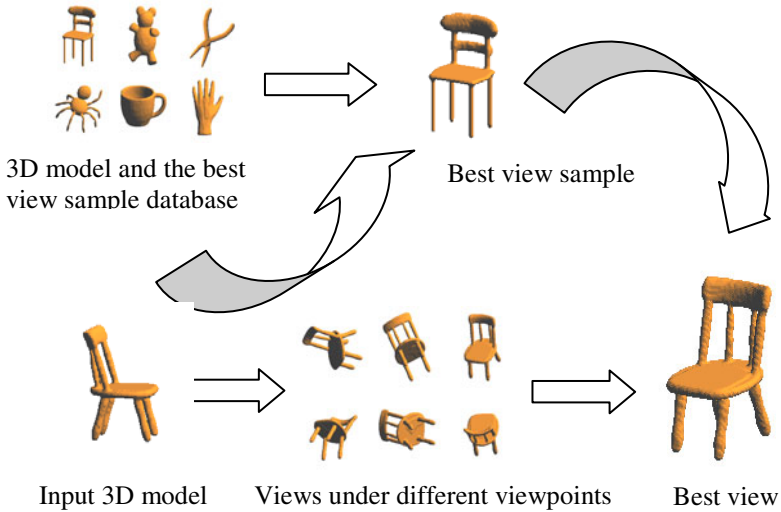 3D model and the best
view sample database
Best view sample
Input 3D model
Views under different viewpoints
Best view